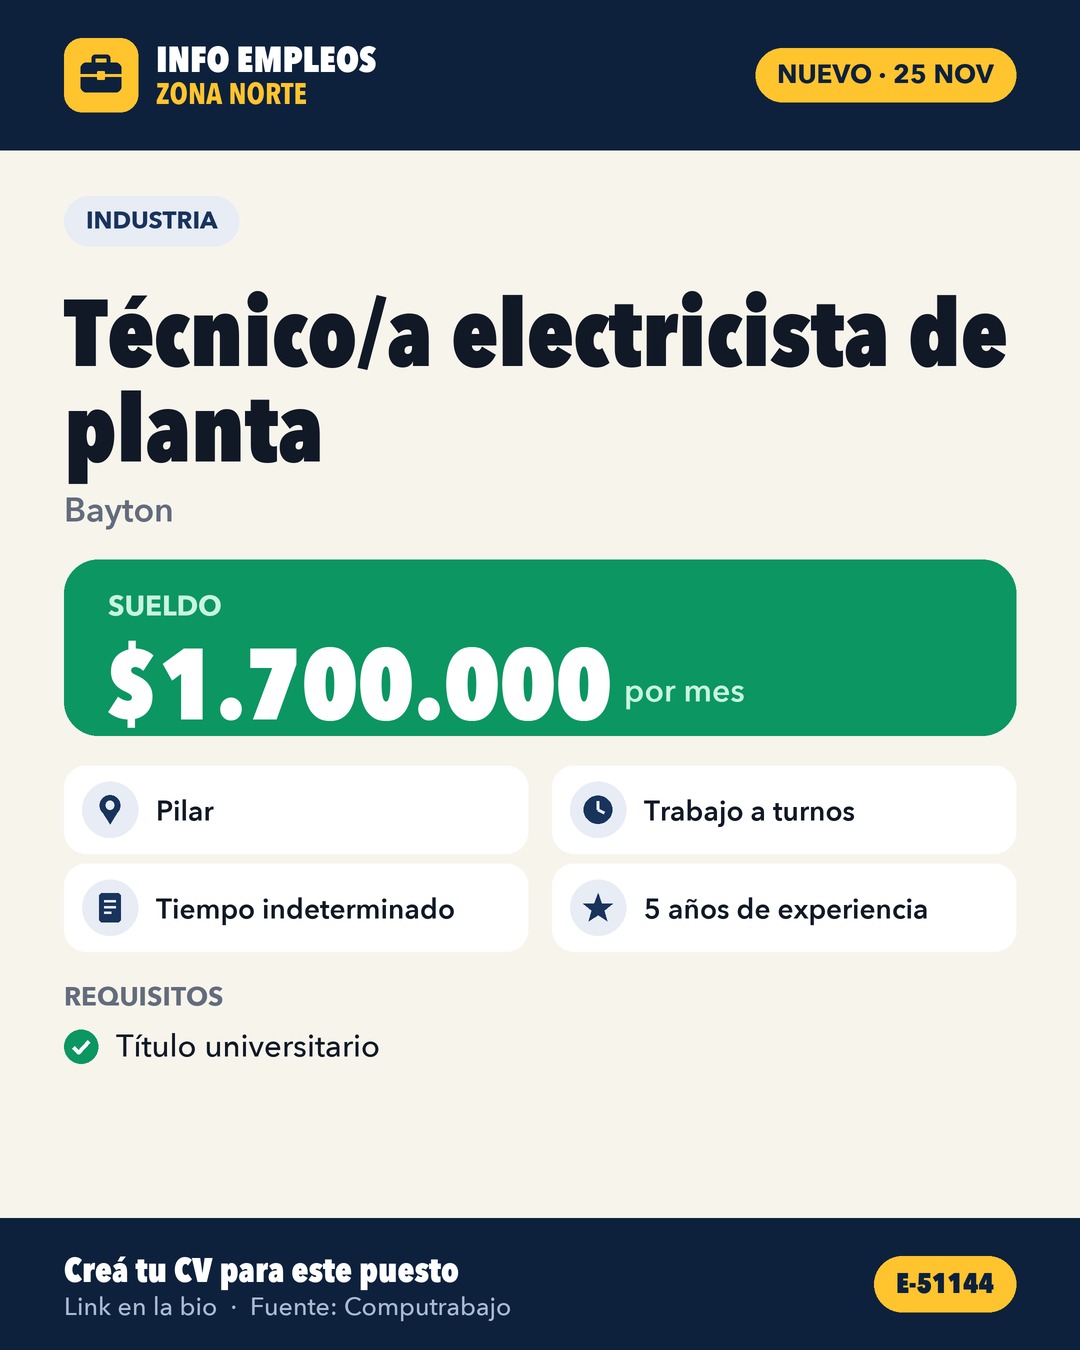 INFO EMPLEOS
ZONA NORTE
NUEVO · 25 NOV
INDUSTRIA
Técnico/a electricista de
planta
Bayton
SUELDO
$1.700.000 por mes
Pilar
Trabajo a turnos
Tiempo indeterminado
5 años de experiencia
REQUISITOS
Título universitario
Creá tu CV para este puesto
Link en la bio · Fuente: Computrabajo
E-51144